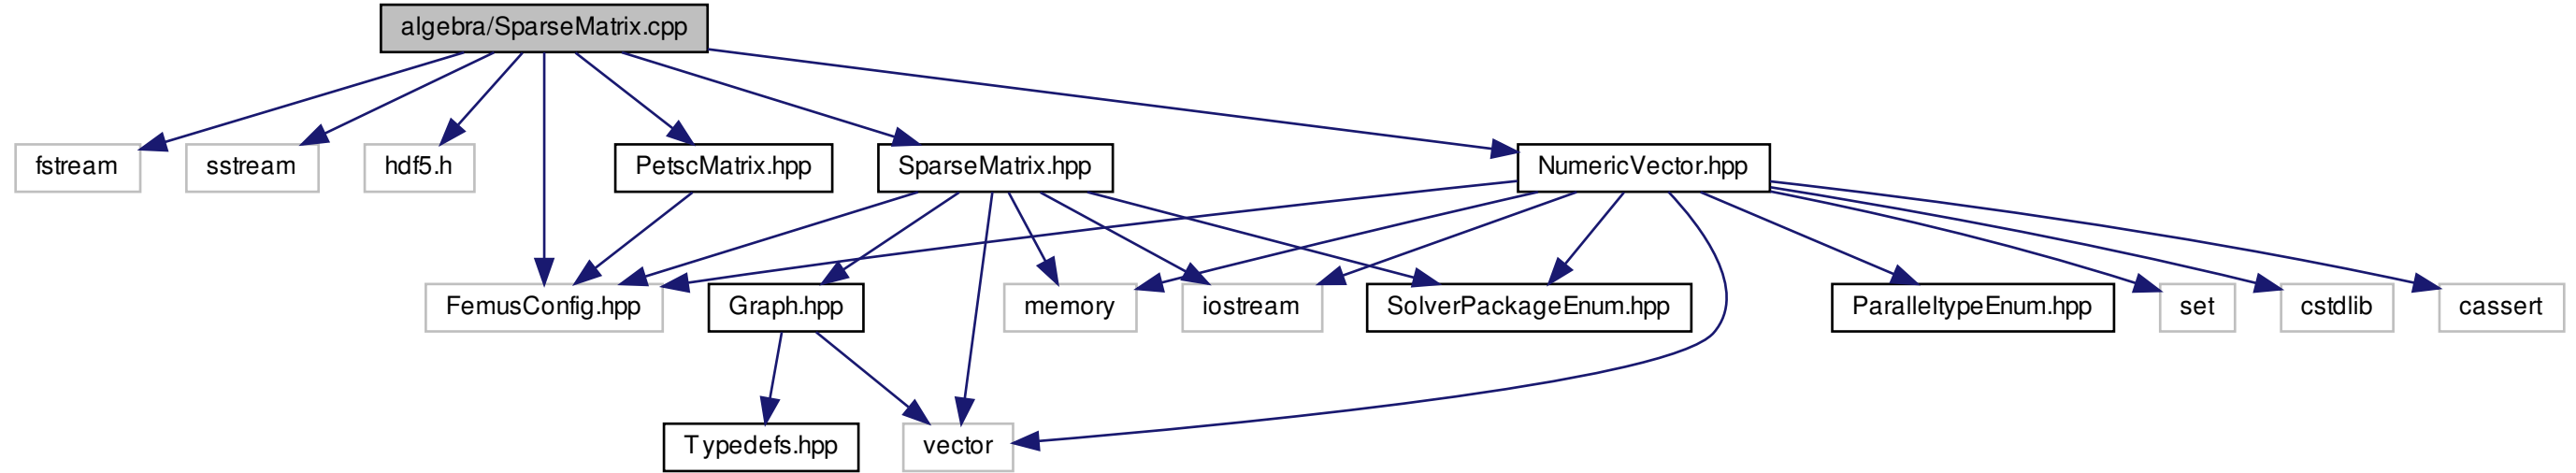 algebra/SparseMatrix.cpp
fstream
sstream
hdf5.h
PetscMatrix.hpp
SparseMatrix.hpp
NumericVector.hpp
FemusConfig.hpp
Graph.hpp
memory
iostream
SolverPackageEnum.hpp
ParalleltypeEnum.hpp
set
cstdlib
cassert
Typedefs.hpp
vector